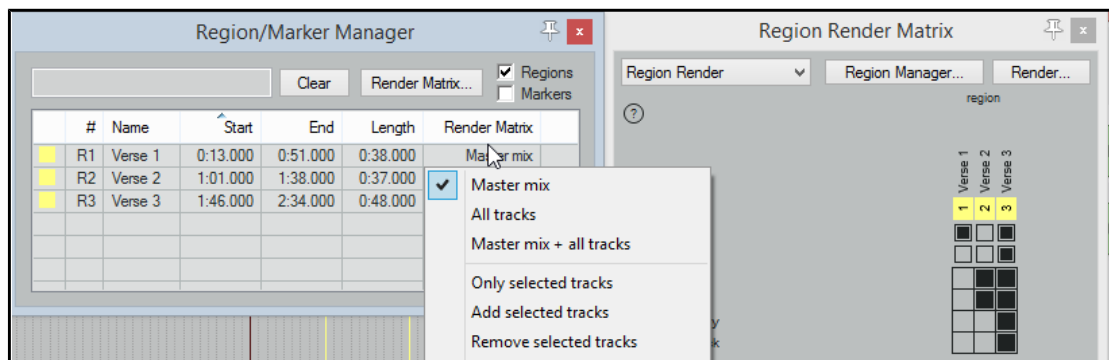 Region/Marker Manager
Clear
Render Matrix...
Regions
Markers
# Name Start End Length Render Matrix
R1 Verse 1 0:13.000 0:51.000 0:38.000 Master mix
R2 Verse 2 1:01.000 1:38.000 0:37.000
R3 Verse 3 1:46.000 2:34.000 0:48.000
Master mix
All tracks
Master mix + all tracks
Only selected tracks
Add selected tracks
Remove selected tracks
Region Render Matrix
Region Render
Region Manager...
Render...
region
?
Verse 1
Verse 2
Verse 3
1 2 3